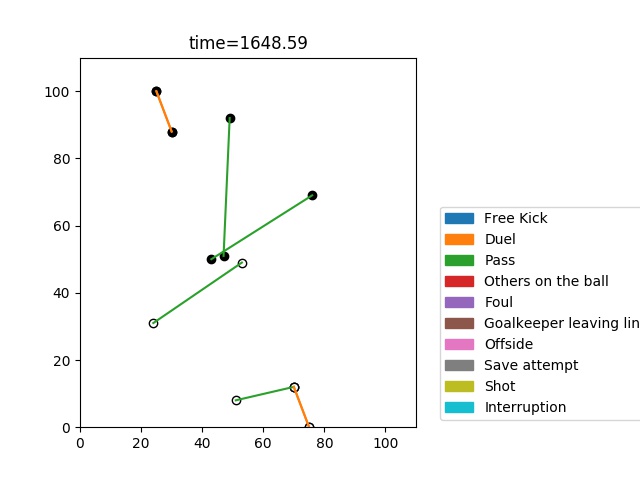 time=1648.59
100
80
60
40
20
0
0 20 40 60 80 100
Free Kick
Duel
Pass
Others on the ball
Foul
Goalkeeper leaving lin
Offside
Save attempt
Shot
Interruption